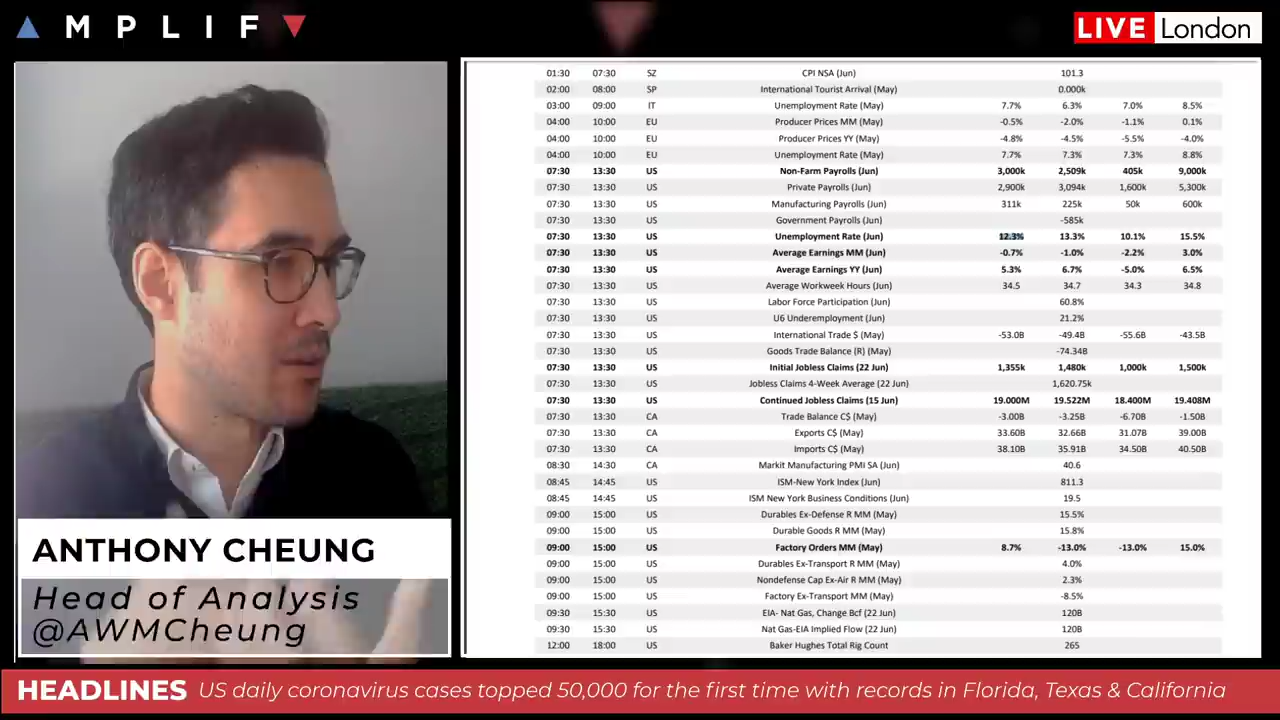 AMPLIFY
LIVE London
01:30 07:30 SZ CPI NSA (Jun) 101.3
02:00 08:00 SP International Tourist Arrival (May) 0.000k
03:00 09:00 IT Unemployment Rate (May) 7.7% 6.3% 7.0% 8.5%
04:00 10:00 EU Producer Prices MM (May) -0.5% -2.0% -1.1% 0.1%
04:00 10:00 EU Producer Prices YY (May) -4.8% -4.5% -5.5% -4.0%
04:00 10:00 EU Unemployment Rate (May) 7.7% 7.3% 7.3% 8.8%
07:30 13:30 US Non-Farm Payrolls (Jun) 3,000k 2,509k 405k 9,000k
07:30 13:30 US Private Payrolls (Jun) 2,900k 3,094k 1,600k 5,300k
07:30 13:30 US Manufacturing Payrolls (Jun) 311k 225k 50k 600k
07:30 13:30 US Government Payrolls (Jun) -585k
07:30 13:30 US Unemployment Rate (Jun) 12.3% 13.3% 10.1% 15.5%
07:30 13:30 US Average Earnings MM (Jun) -0.7% -1.0% -2.2% 3.0%
07:30 13:30 US Average Earnings YY (Jun) 5.3% 6.7% -5.0% 6.5%
07:30 13:30 US Average Workweek Hours (Jun) 34.5 34.7 34.3 34.8
07:30 13:30 US Labor Force Participation (Jun) 60.8%
07:30 13:30 US U6 Underemployment (Jun) 21.2%
07:30 13:30 US International Trade $ (May) -53.0B -49.4B -55.6B -43.5B
07:30 13:30 US Goods Trade Balance (R) (May) -74.34B
07:30 13:30 US Initial Jobless Claims (22 Jun) 1,355k 1,480k 1,000k 1,500k
07:30 13:30 US Jobless Claims 4-Week Average (22 Jun) 1,620.75k
07:30 13:30 US Continued Jobless Claims (15 Jun) 19.000M 19.522M 18.400M 19.408M
07:30 13:30 CA Trade Balance C$ (May) -3.00B -3.25B -6.70B -1.50B
07:30 13:30 CA Exports C$ (May) 33.60B 32.66B 31.07B 39.00B
07:30 13:30 CA Imports C$ (May) 38.10B 35.91B 34.50B 40.50B
08:30 14:30 CA Markit Manufacturing PMI SA (Jun) 40.6
08:45 14:45 US ISM-New York Index (Jun) 811.3
08:45 14:45 US ISM New York Business Conditions (Jun) 19.5
09:00 15:00 US Durables Ex-Defense R MM (May) 15.5%
09:00 15:00 US Durable Goods R MM (May) 15.8%
09:00 15:00 US Factory Orders MM (May) 8.7% -13.0% -13.0% 15.0%
09:00 15:00 US Durables Ex-Transport R MM (May) 4.0%
09:00 15:00 US Nondefense Cap Ex-Air R MM (May) 2.3%
09:00 15:00 US Factory Ex-Transport MM (May) -8.5%
09:30 15:30 US EIA- Nat Gas, Change Bcf (22 Jun) 120B
09:30 15:30 US Nat Gas-EIA Implied Flow (22 Jun) 120B
12:00 18:00 US Baker Hughes Total Rig Count 265
ANTHONY CHEUNG
Head of Analysis
@AWMCheung
HEADLINES US daily coronavirus cases topped 50,000 for the first time with records in Florida, Texas & California